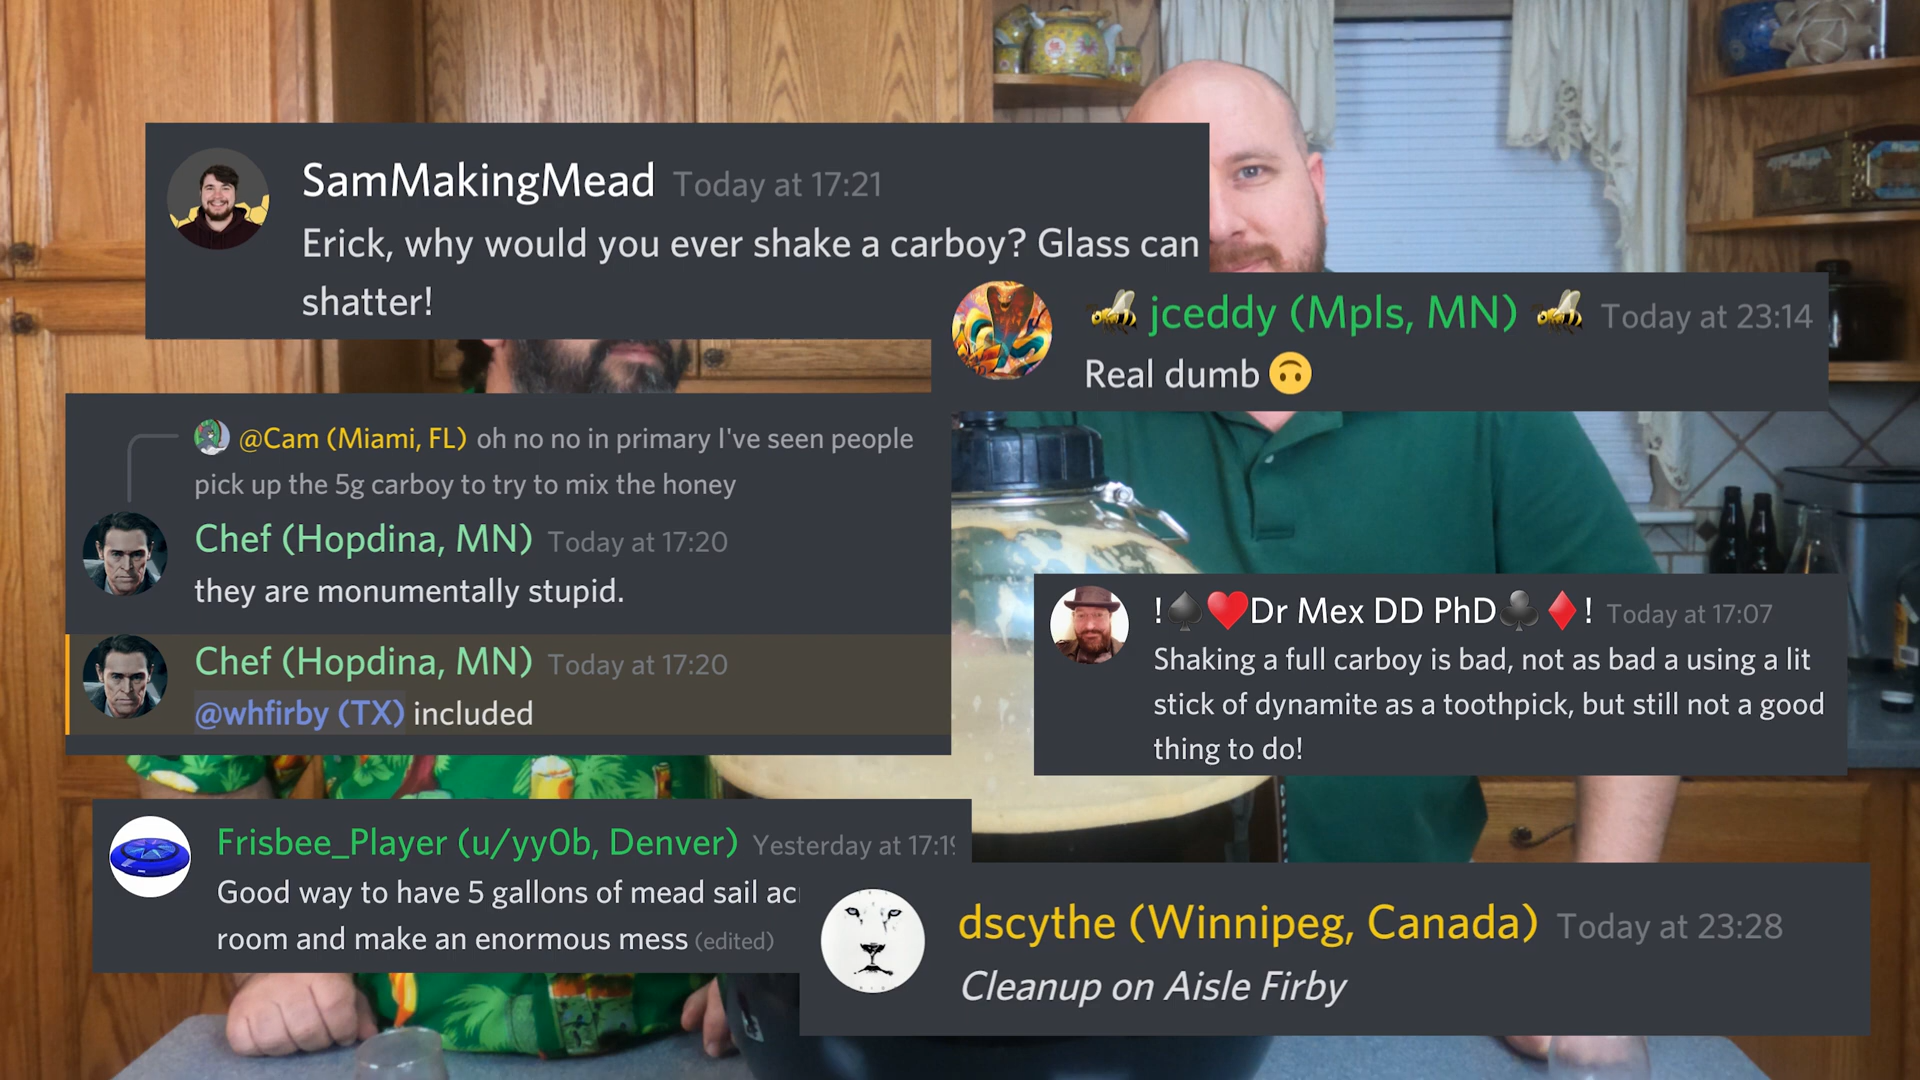 SamMakingMead Today at 17:21
Erick, why would you ever shake a carboy? Glass can
shatter!
jceddy (Mpls, MN) Today at 23:14
Real dumb 🙃
@Cam (Miami, FL) oh no no in primary I've seen people
pick up the 5g carboy to try to mix the honey
Chef (Hopdina, MN) Today at 17:20
they are monumentally stupid.
Chef (Hopdina, MN) Today at 17:20
@whfirby (TX) included
!♠️❤️Dr Mex DD PhD♣️♦️! Today at 17:07
Shaking a full carboy is bad, not as bad a using a lit
stick of dynamite as a toothpick, but still not a good
thing to do!
Frisbee_Player (u/yy0b, Denver) Yesterday at
Good way to have 5 gallons of mead sail
room and make an enormous mess (edited)
dscythe (Winnipeg, Canada) Today at 23:28
Cleanup on Aisle Firby